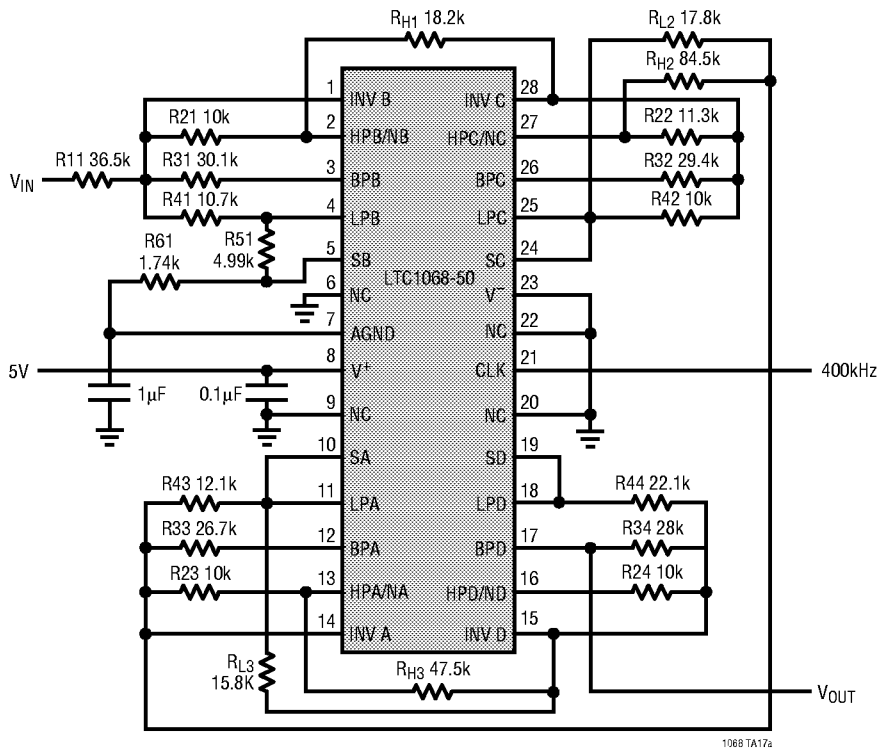 RH1 18.2k
RL2 17.8k
RH2 84.5k
1 INV B
INV C 28
R21 10k
2 HPB/NB
HPC/NC 27
R22 11.3k
R11 36.5k
R31 30.1k
VIN
3 BPB
BPC 26
R32 29.4k
R41 10.7k
4 LPB
LPC 25
R42 10k
R61
1.74k
R51
4.99k
5 SB
SC 24
LTC1068-50
6 NC
V− 23
7 AGND
NC 22
5V
8 V+
CLK 21
400kHz
1µF
0.1µF
9 NC
NC 20
10 SA
SD 19
R43 12.1k
11 LPA
LPD 18
R44 22.1k
R33 26.7k
12 BPA
BPD 17
R34 28k
R23 10k
13 HPA/NA
HPD/ND 16
R24 10k
14 INV A
INV D 15
RL3
15.8K
RH3 47.5k
VOUT
1068 TA17a